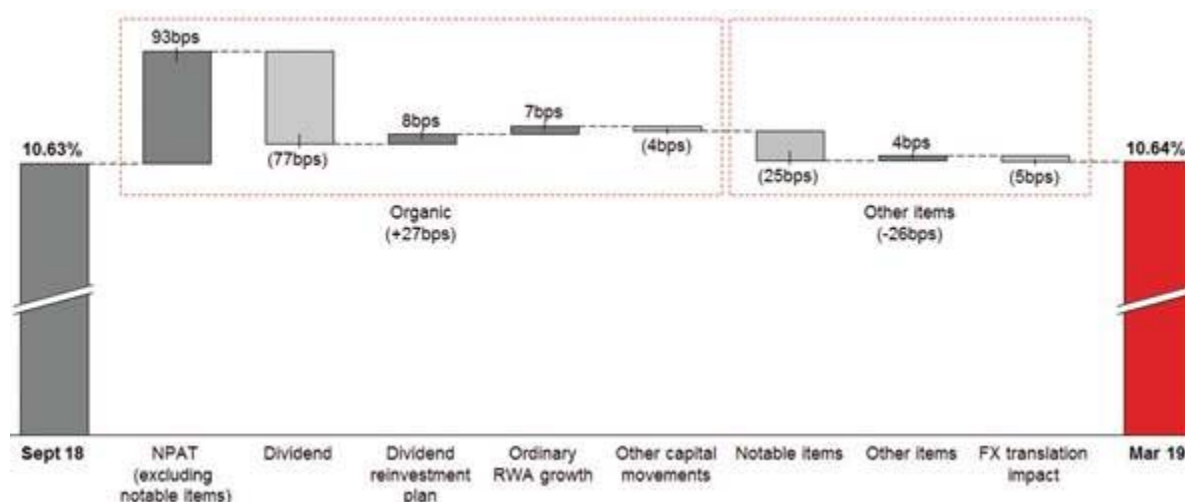 93bps
8bps
7bps
4bps
10.63%
(77bps)
(4bps)
(25bps)
(5bps)
10.64%
Organic
(+27bps)
Other items
(-26bps)
Sept 18
NPAT
(excluding
notable items)
Dividend
Dividend
reinvestment
plan
Ordinary
RWA growth
Other capital
movements
Notable items
Other items
FX translation
impact
Mar 19